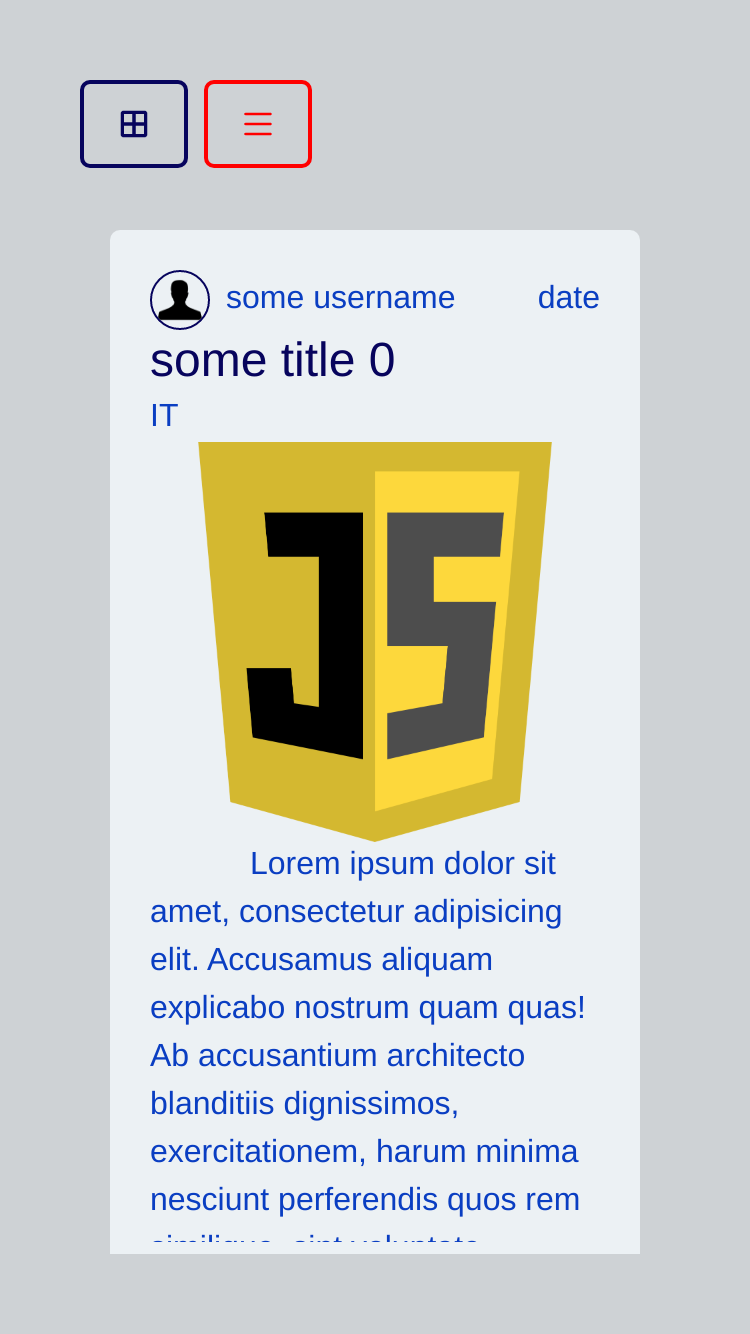 some username date
some title 0
IT
JS
Lorem ipsum dolor sit
amet, consectetur adipisicing
elit. Accusamus aliquam
explicabo nostrum quam quas!
Ab accusantium architecto
blanditiis dignissimos,
exercitationem, harum minima
nesciunt perferendis quos rem